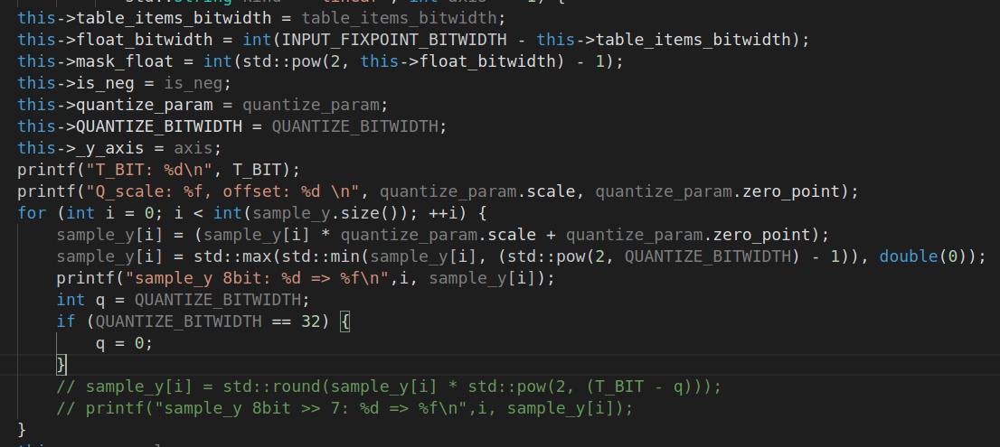 this->table_items_bitwidth = table_items_bitwidth;
this->float_bitwidth = int(INPUT_FIXPOINT_BITWIDTH - this->table_items_bitwidth);
this->mask_float = int(std::pow(2, this->float_bitwidth) - 1);
this->is_neg = is_neg;
this->quantize_param = quantize_param;
this->QUANTIZE_BITWIDTH = QUANTIZE_BITWIDTH;
this->_y_axis = axis;
printf("T_BIT: %d\n", T_BIT);
printf("Q_scale: %f, offset: %d \n", quantize_param.scale, quantize_param.zero_point);
for (int i = 0; i < int(sample_y.size()); ++i) {
    sample_y[i] = (sample_y[i] * quantize_param.scale + quantize_param.zero_point);
    sample_y[i] = std::max(std::min(sample_y[i], (std::pow(2, QUANTIZE_BITWIDTH) - 1)), double(0));
    printf("sample_y 8bit: %d => %f\n",i, sample_y[i]);
    int q = QUANTIZE_BITWIDTH;
    if (QUANTIZE_BITWIDTH == 32) {
        q = 0;
    }
    // sample_y[i] = std::round(sample_y[i] * std::pow(2, (T_BIT - q)));
    // printf("sample_y 8bit >> 7: %d => %f\n",i, sample_y[i]);
}